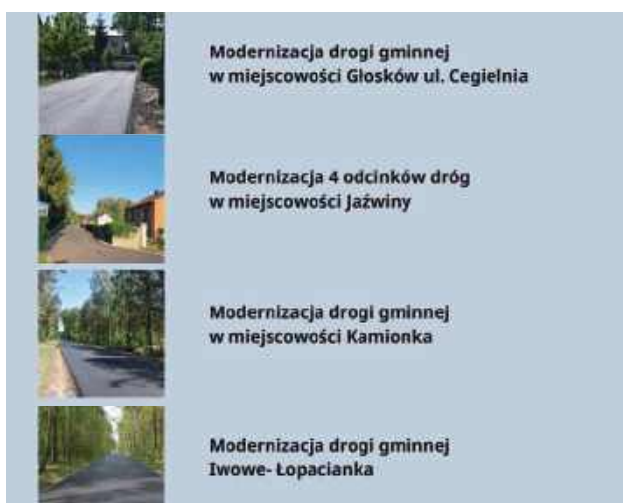 Modernizacja drogi gminnej
w miejscowości Głosków ul. Cegielnia
Modernizacja 4 odcinków dróg
w miejscowości Jaźwiny
Modernizacja drogi gminnej
w miejscowości Kamionka
Modernizacja drogi gminnej
Iwowe- Łopacianka